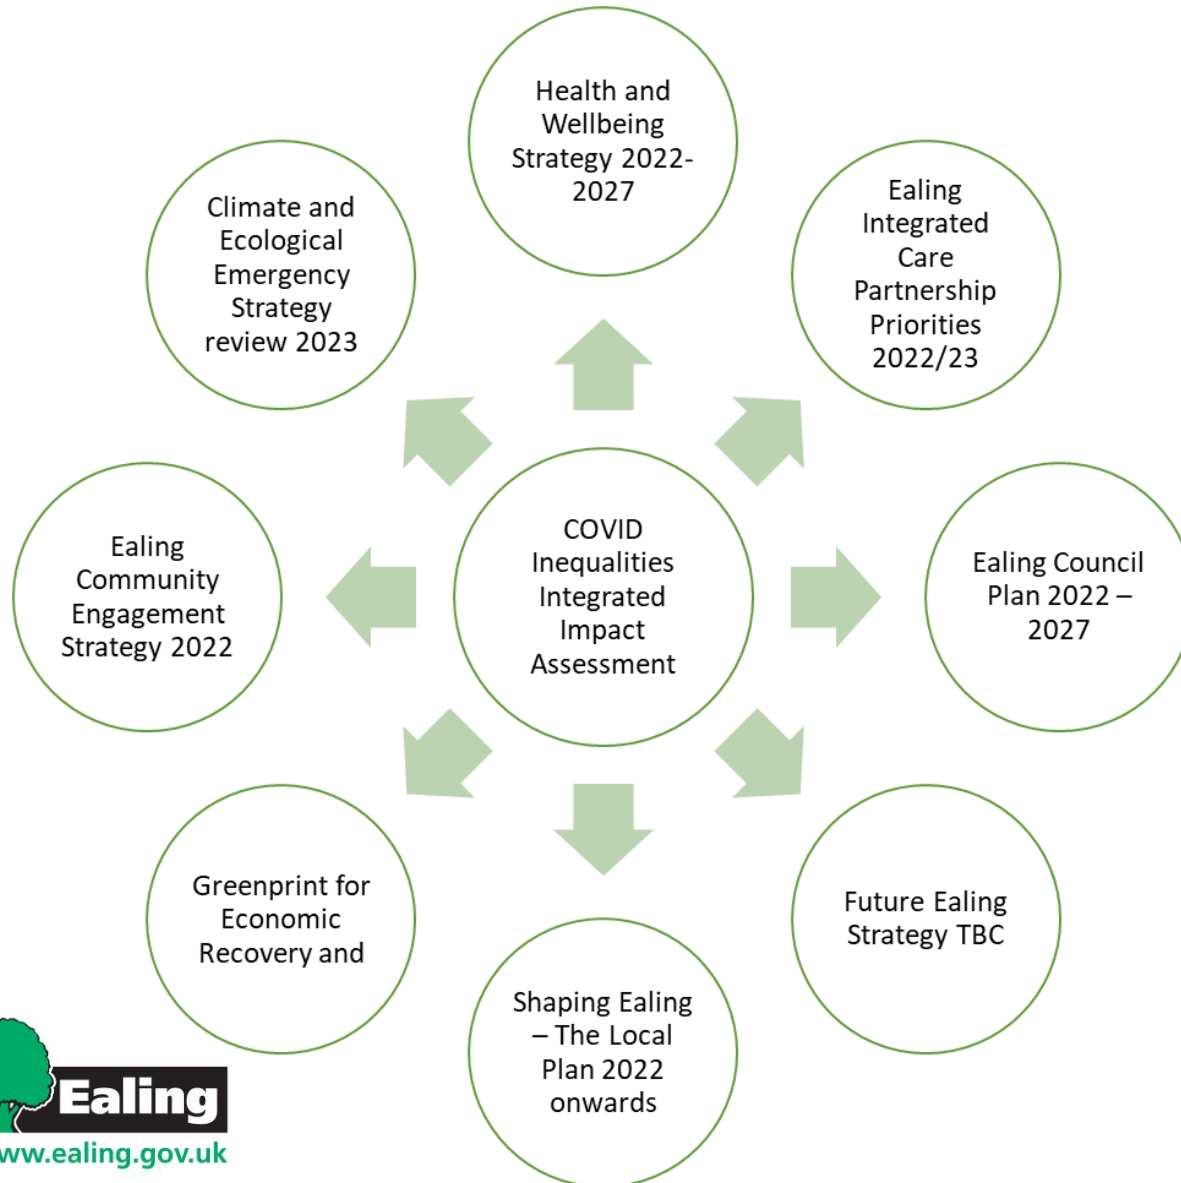 Health and
Wellbeing
Strategy 2022-
2027
Ealing
Integrated
Care
Partnership
Priorities
2022/23
Ealing Council
Plan 2022 –
2027
Future Ealing
Strategy TBC
Shaping Ealing
– The Local
Plan 2022
onwards
Greenprint for
Economic
Recovery and
Ealing
Community
Engagement
Strategy 2022
Climate and
Ecological
Emergency
Strategy
review 2023
COVID
Inequalities
Integrated
Impact
Assessment
Ealing
ww.ealing.gov.uk